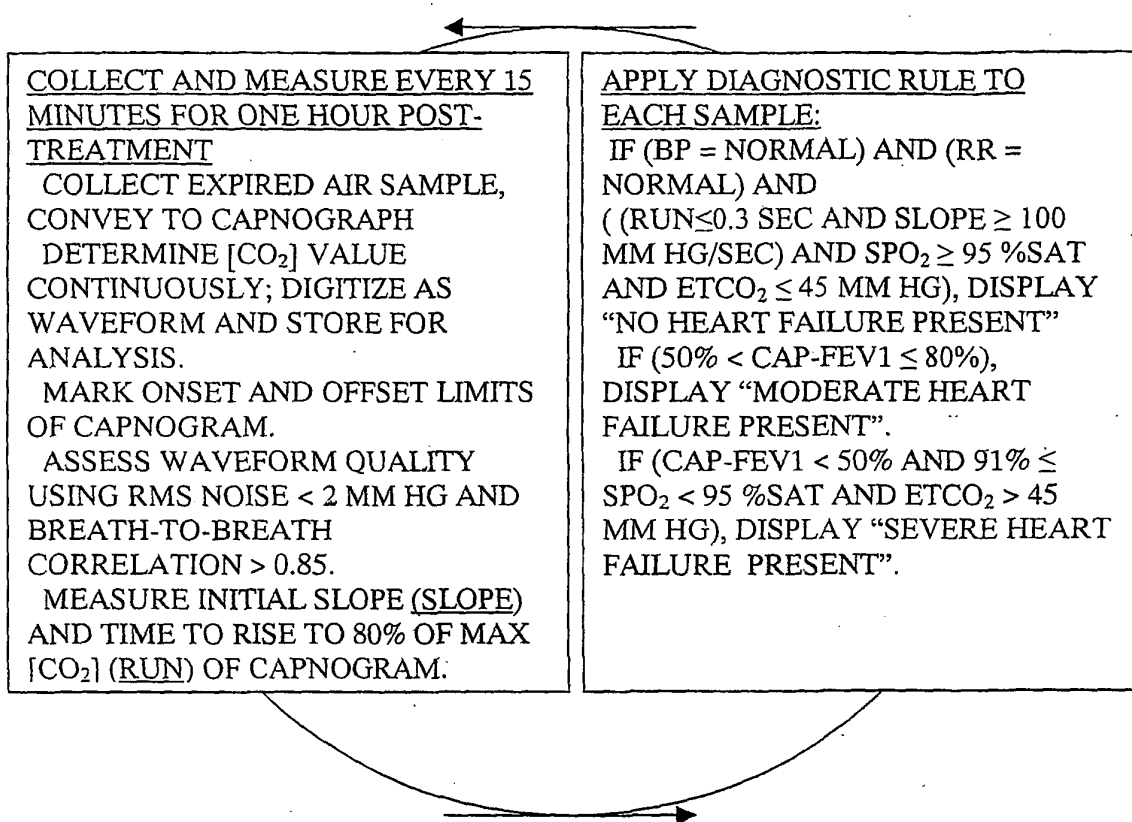 COLLECT AND MEASURE EVERY 15
MINUTES FOR ONE HOUR POST-
TREATMENT
COLLECT EXPIRED AIR SAMPLE,
CONVEY TO CAPNOGRAPH
DETERMINE [CO₂] VALUE
CONTINUOUSLY; DIGITIZE AS
WAVEFORM AND STORE FOR
ANALYSIS.
MARK ONSET AND OFFSET LIMITS
OF CAPNOGRAM.
ASSESS WAVEFORM QUALITY
USING RMS NOISE < 2 MM HG AND
BREATH-TO-BREATH
CORRELATION > 0.85.
MEASURE INITIAL SLOPE (SLOPE)
AND TIME TO RISE TO 80% OF MAX
[CO₂] (RUN) OF CAPNOGRAM.
APPLY DIAGNOSTIC RULE TO
EACH SAMPLE:
IF (BP = NORMAL) AND (RR =
NORMAL) AND
( (RUN≤0.3 SEC AND SLOPE ≥ 100
MM HG/SEC) AND SPO₂ ≥ 95 %SAT
AND ETCO₂ ≤ 45 MM HG), DISPLAY
“NO HEART FAILURE PRESENT”
IF (50% < CAP-FEV1 ≤ 80%),
DISPLAY “MODERATE HEART
FAILURE PRESENT”.
IF (CAP-FEV1 < 50% AND 91% ≤
SPO₂ < 95 %SAT AND ETCO₂ > 45
MM HG), DISPLAY “SEVERE HEART
FAILURE PRESENT”.